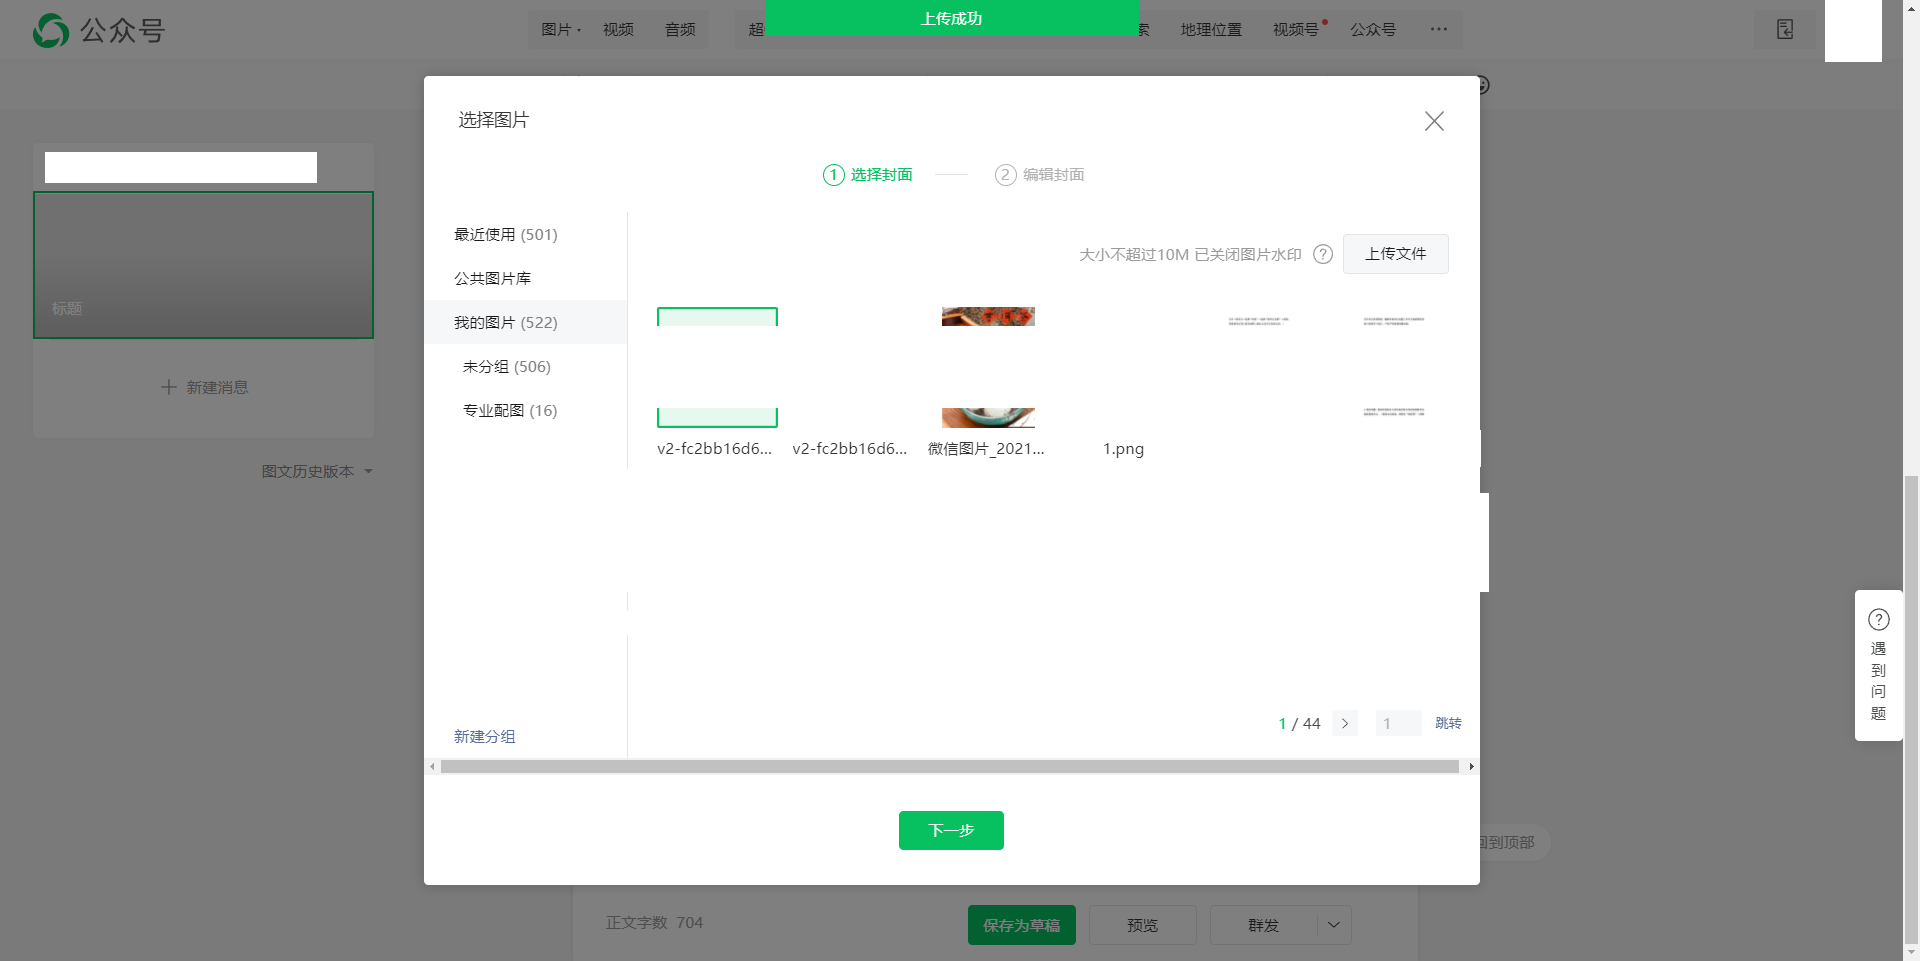 公众号
图片
视频
音频
超
上传成功
索
地理位置
视频号
公众号
选择图片
1 选择封面
2 编辑封面
最近使用 (501)
公共图片库
我的图片 (522)
未分组 (506)
专业配图 (16)
新建分组
大小不超过10M 已关闭图片水印
上传文件
v2-fc2bb16d6...
v2-fc2bb16d6...
微信图片_2021...
1.png
1 / 44
1
跳转
下一步
标题
新建消息
图文历史版本
遇到问题
回到顶部
正文字数 704
保存为草稿
预览
群发